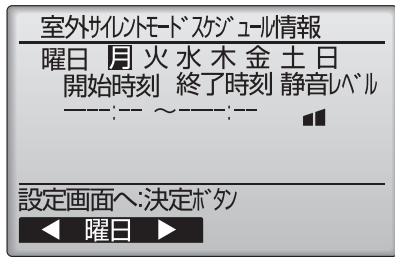 室外ｻｲﾚﾝﾄﾓｰﾄﾞｽｹｼﾞｭｰﾙ情報
曜日 月 火 水 木 金 土 日
開始時刻 終了時刻 静音ﾚﾍﾞﾙ
--:-- ～--:--
設定画面へ:決定ﾎﾞﾀﾝ
◀ 曜日 ▶